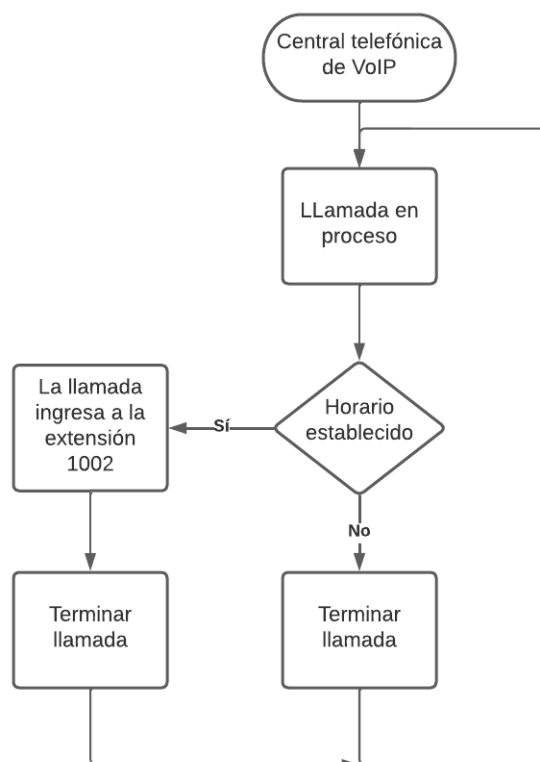 Central telefónica
de VoIP
LLamada en
proceso
Horario
establecido
Sí
La llamada
ingresa a la
extensión
1002
No
Terminar
llamada
Terminar
llamada